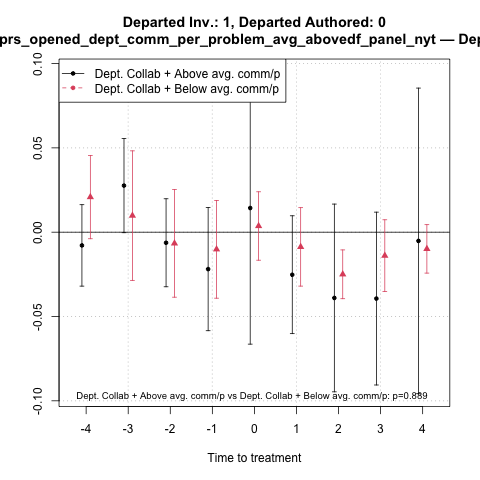 Departed Inv.: 1, Departed Authored: 0
prs_opened_dept_comm_per_problem_avg_abovedf_panel_nyt — Dep
Dept. Collab + Above avg. comm/p
Dept. Collab + Below avg. comm/p
0.10
0.05
0.00
-0.05
-0.10
Dept. Collab + Above avg. comm/p vs Dept. Collab + Below avg. comm/p: p=0.889
-4 -3 -2 -1 0 1 2 3 4
Time to treatment